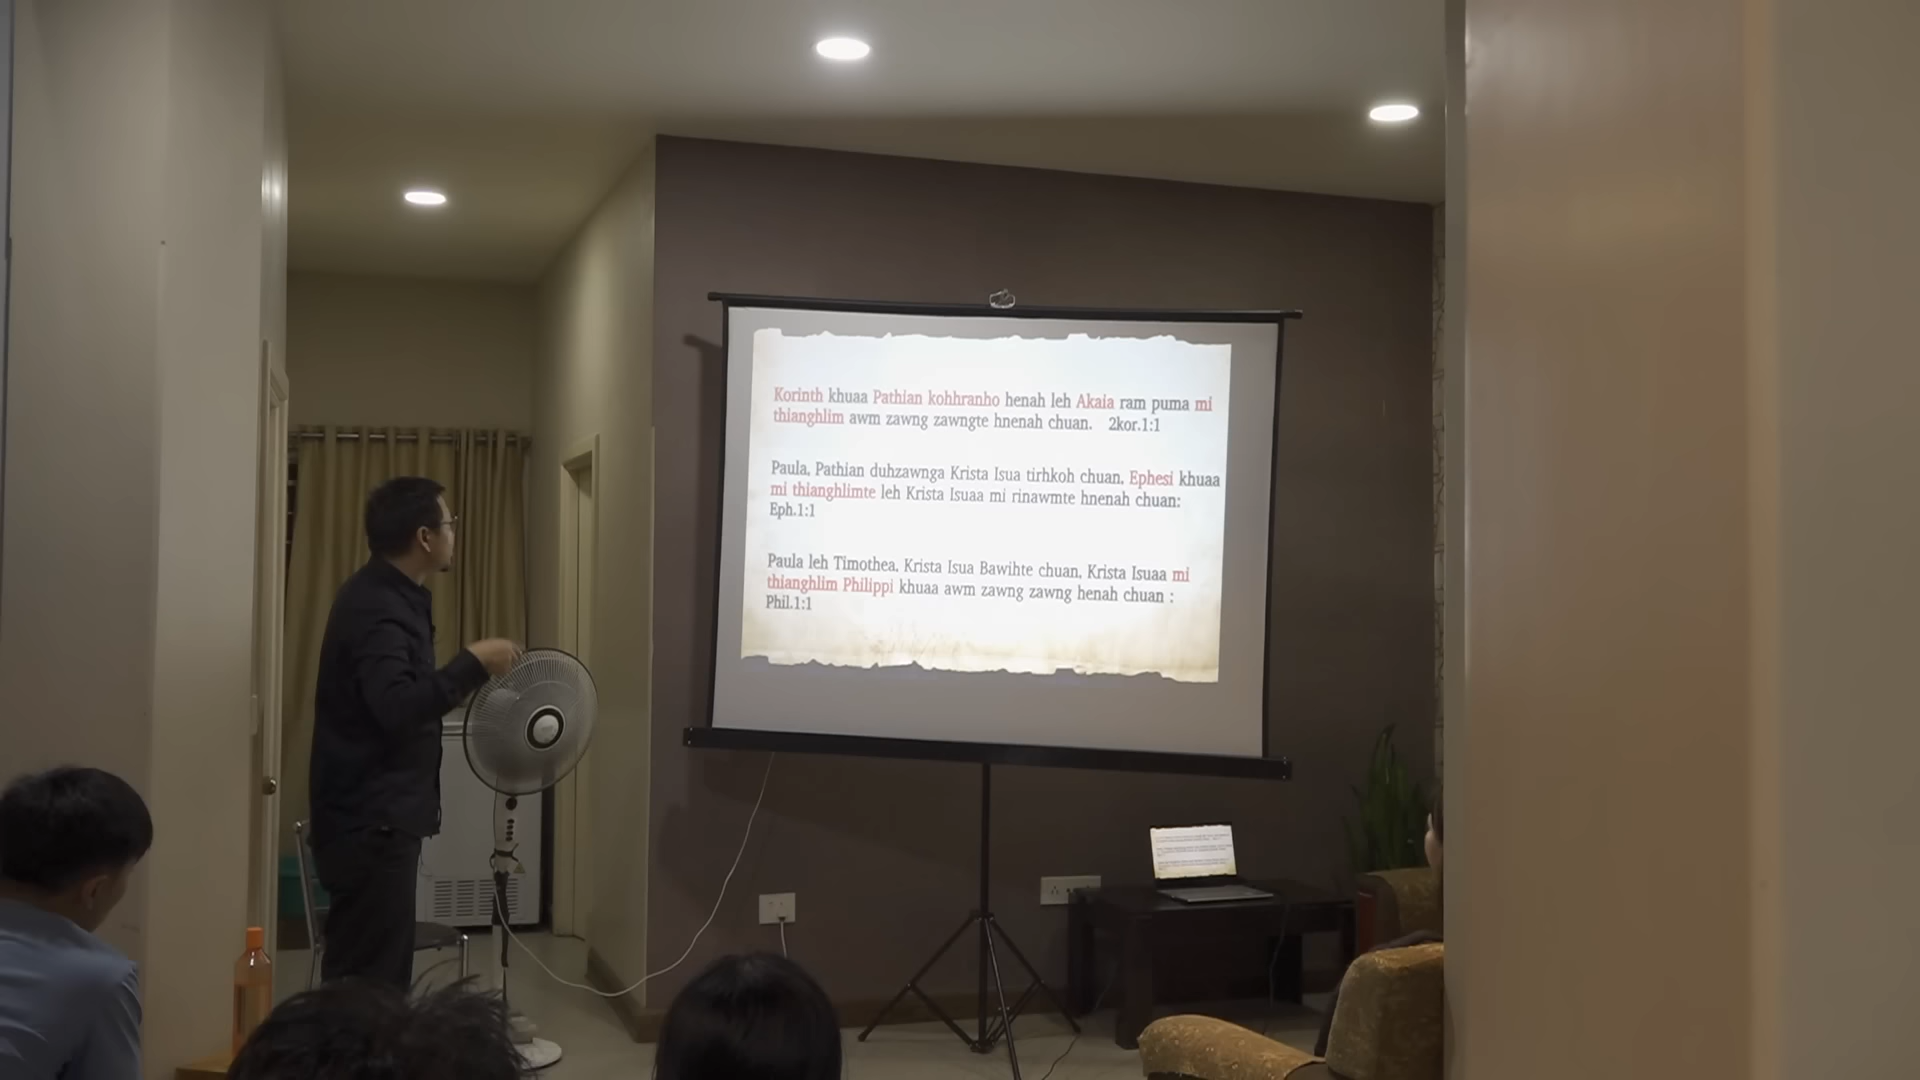 Korinth khuaa Pathian kohhranho henah leh Akaia ram puma mi
thianghlim awm zawng zawngte hnenah chuan. 2kor.1:1
Paula, Pathian duhzawnga Krista Isua tirhkoh chuan, Ephesi khuaa
mi thianghlimte leh Krista Isuaa mi rinawmte hnenah chuan:
Eph.1:1
Paula leh Timothea, Krista Isua Bawihte chuan, Krista Isuaa mi
thianghlim Philippi khuaa awm zawng zawng henah chuan :
Phil.1:1